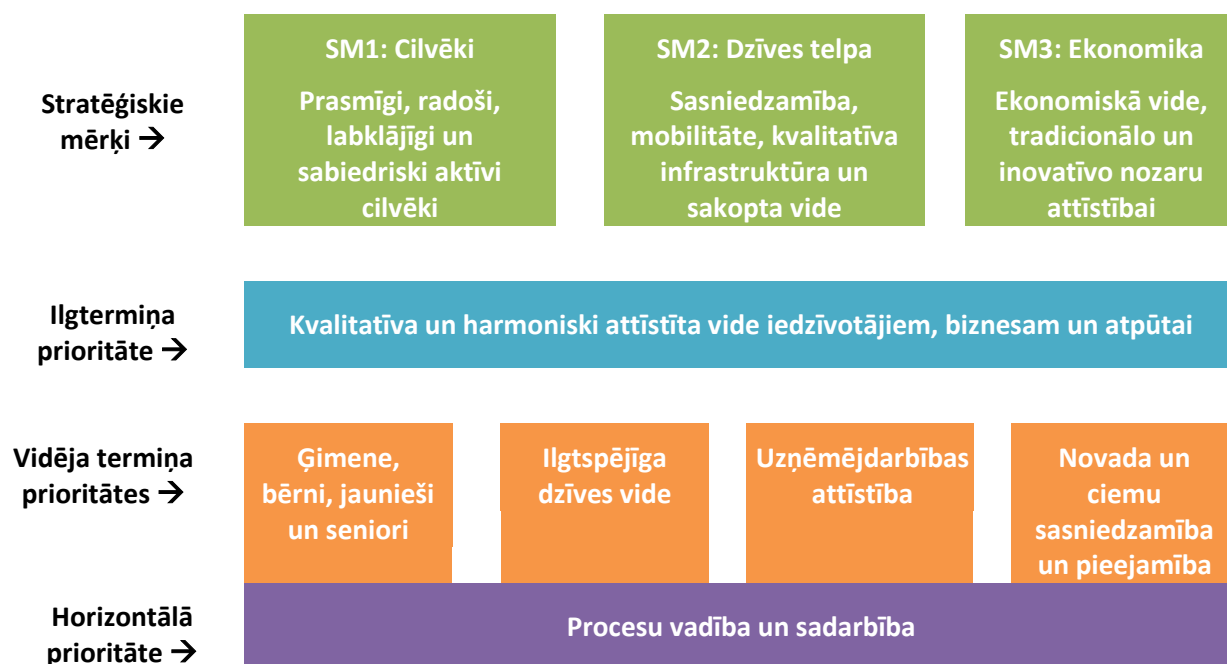 Stratēģiskie
mērķi →
SM1: Cilvēki
Prasmīgi, radoši,
labklājīgi un
sabiedriski aktīvi
cilvēki
SM2: Dzīves telpa
Sasniedzamība,
mobilitāte, kvalitatīva
infrastruktūra un
sakopta vide
SM3: Ekonomika
Ekonomiskā vide,
tradicionālo un
inovatīvo nozaru
attīstībai
Ilgtermiņa
prioritāte →
Kvalitatīva un harmoniski attīstīta vide iedzīvotājiem, biznesam un atpūtai
Vidēja termiņa
prioritātes →
Ģimene,
bērni, jaunieši
un seniori
Ilgtspējīga
dzīves vide
Uzņēmējdarbības
attīstība
Novada un
ciemu
sasniedzamība
un pieejamība
Horizontālā
prioritāte →
Procesu vadība un sadarbība